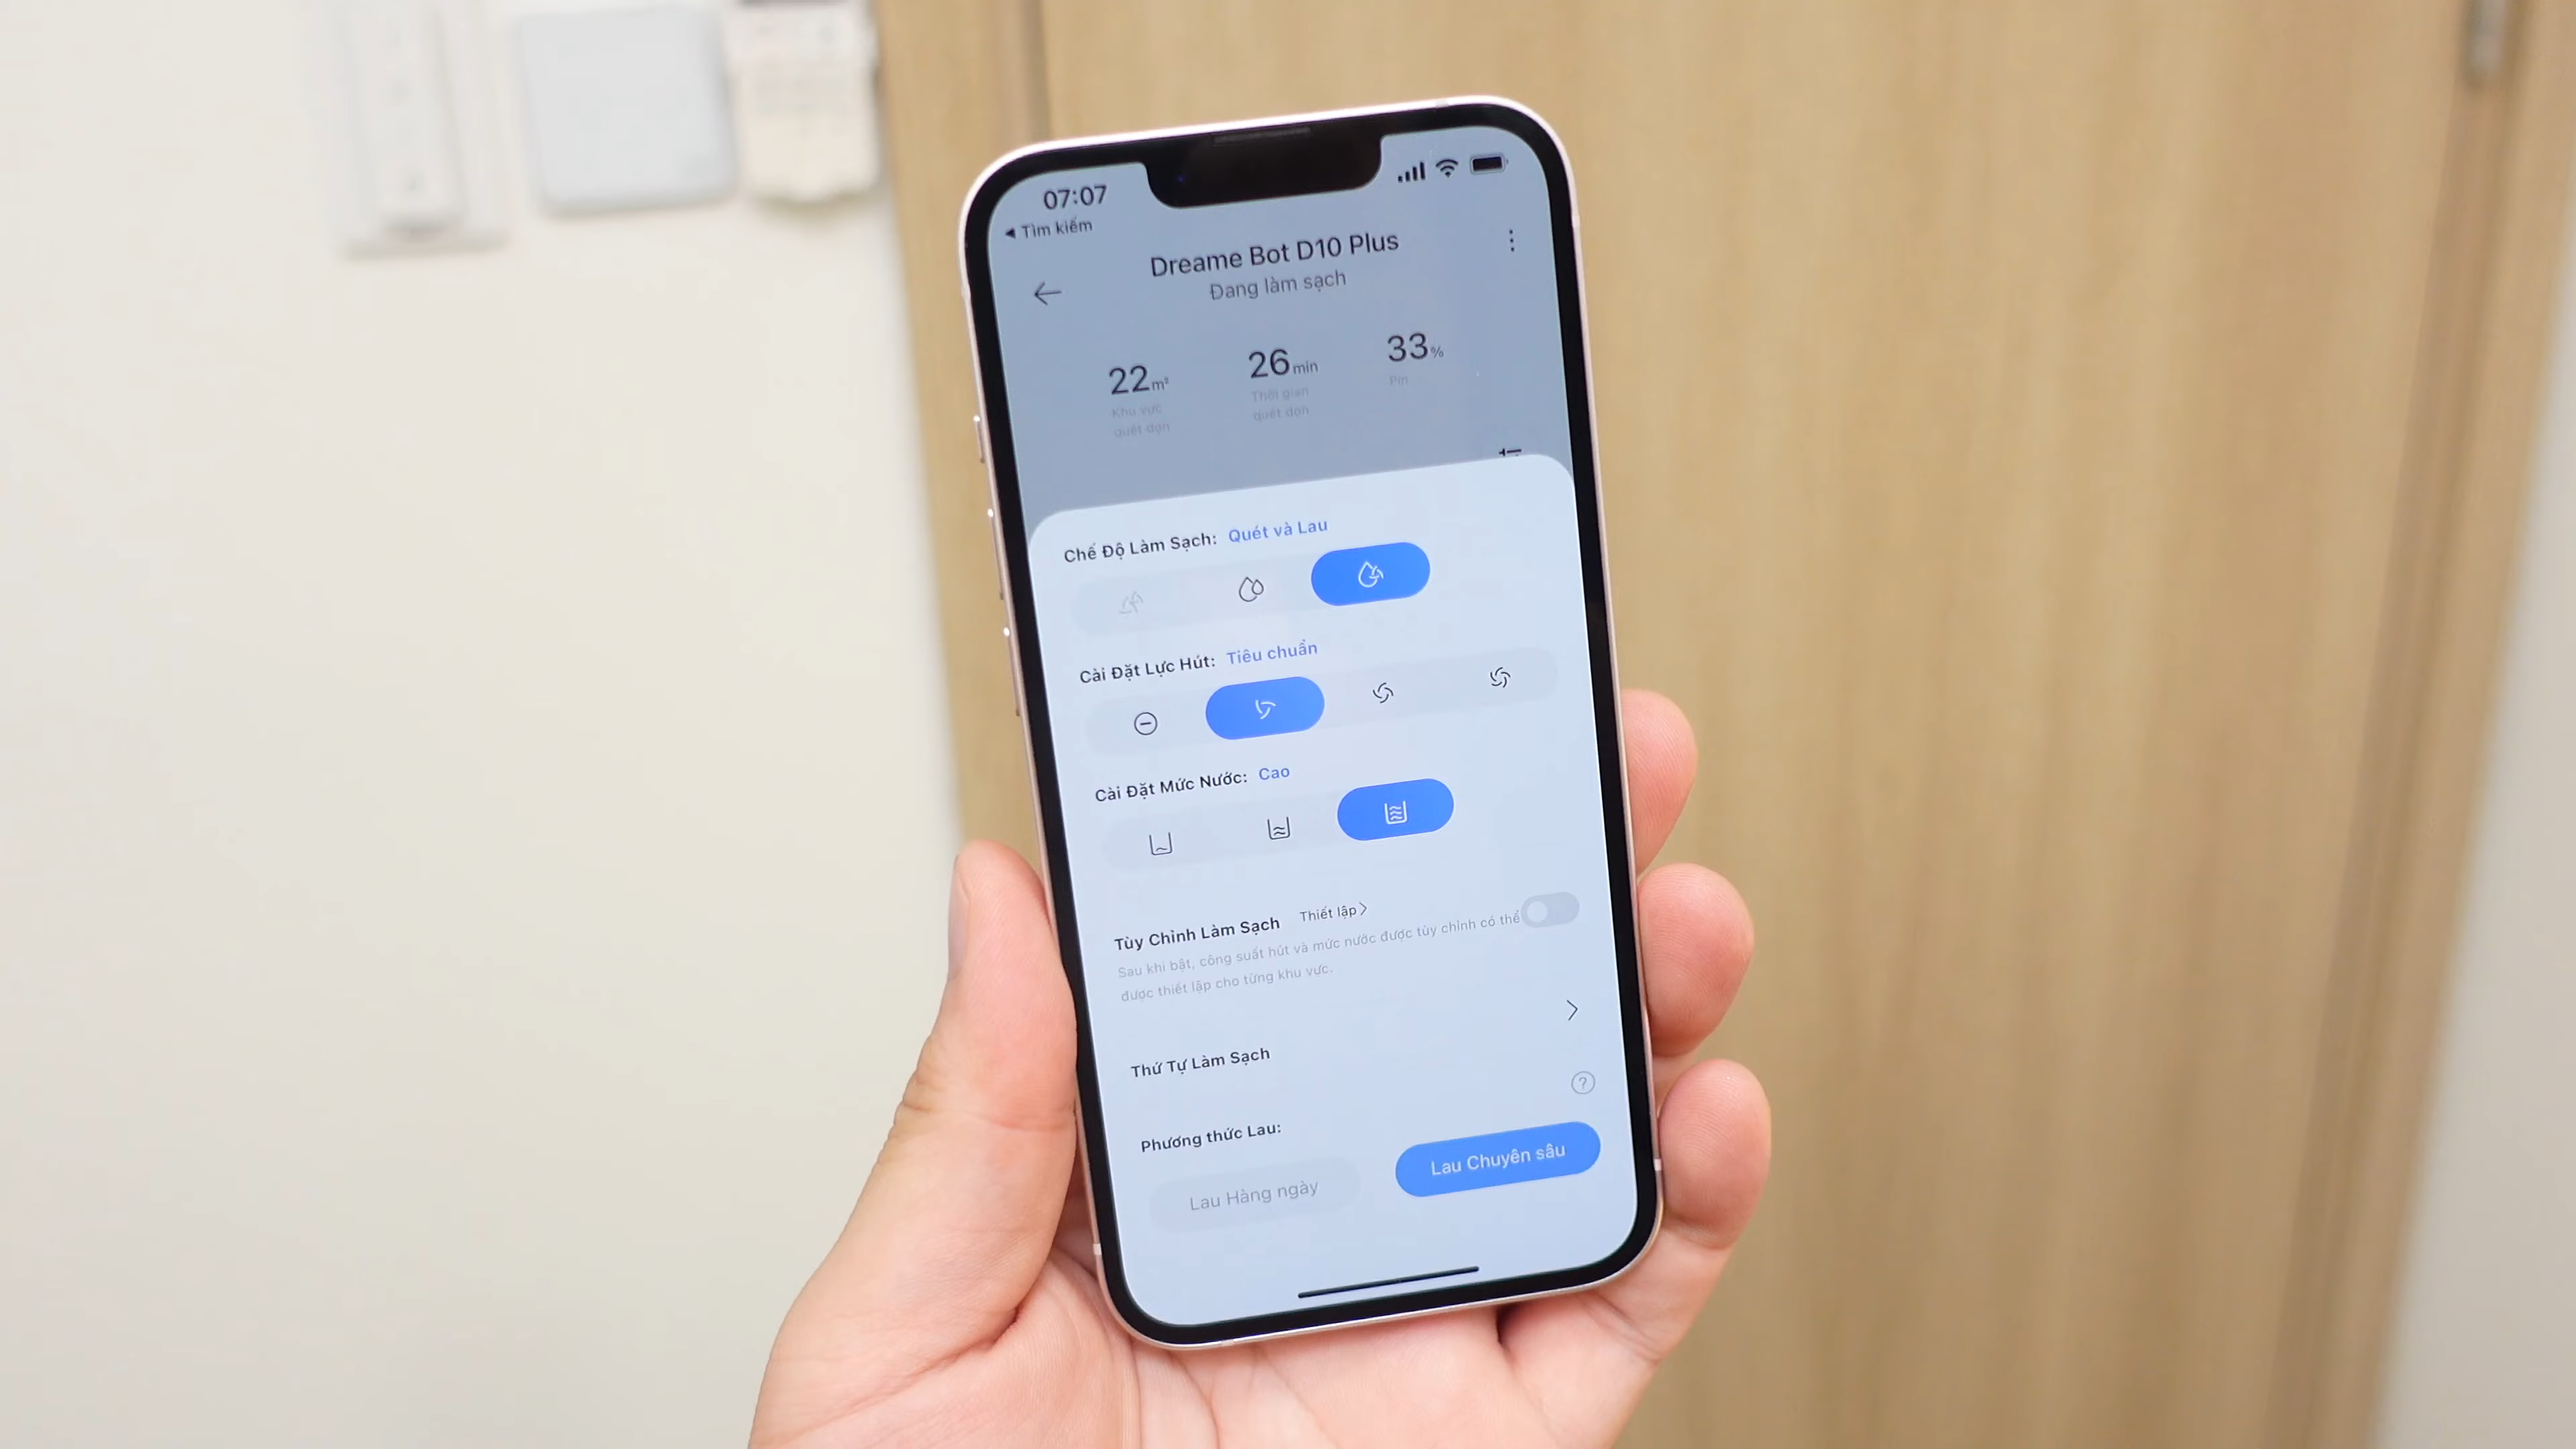 07:07
Tìm kiếm
Dreame Bot D10 Plus
Đang làm sạch
22 m²
Khu vực
quét dọn
26 min
Thời gian
quét dọn
33 %
Pin
Chế Độ Làm Sạch: Quét và Lau
Cài Đặt Lực Hút: Tiêu chuẩn
Cài Đặt Mức Nước: Cao
Tùy Chỉnh Làm Sạch Thiết lập
Sau khi bật, công suất hút và mức nước được tùy chỉnh có thể
được thiết lập cho từng khu vực.
Thứ Tự Làm Sạch
Phương thức Lau:
Lau Hàng ngày
Lau Chuyên sâu